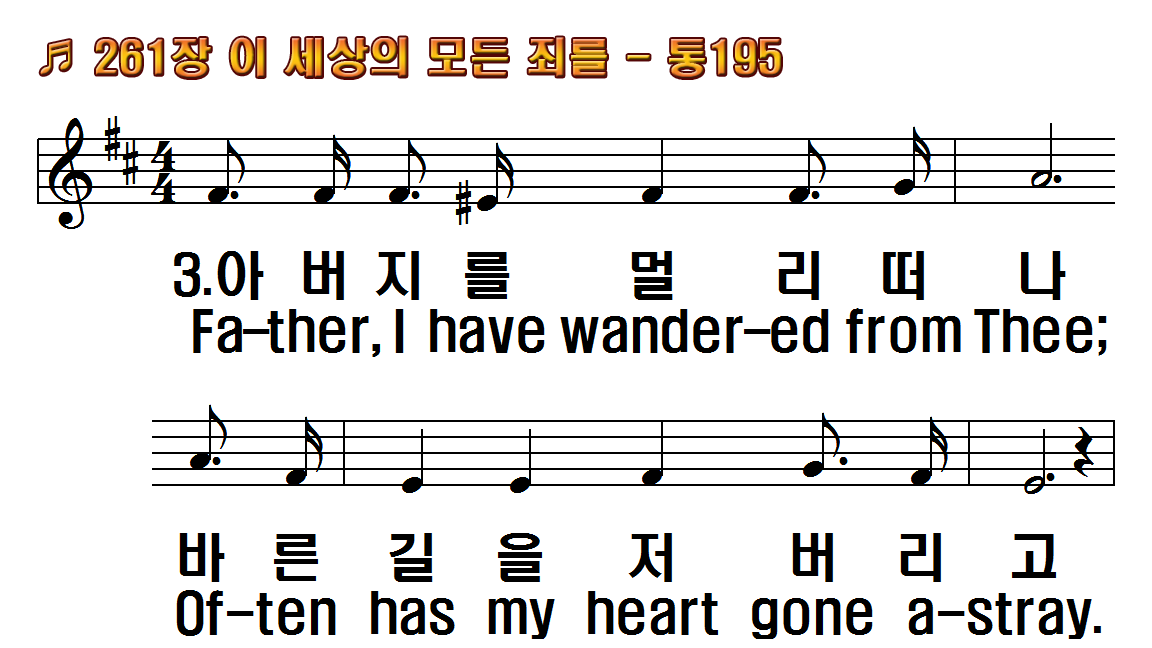 ♬ 261장 이 세상의 모든 죄를 - 통195
3.아 버 지 를 멀 리 떠 나
Fa-ther, I have wander-ed from Thee;
바 른 길 을 저 버 리 고
Of-ten has my heart gone a-stray.